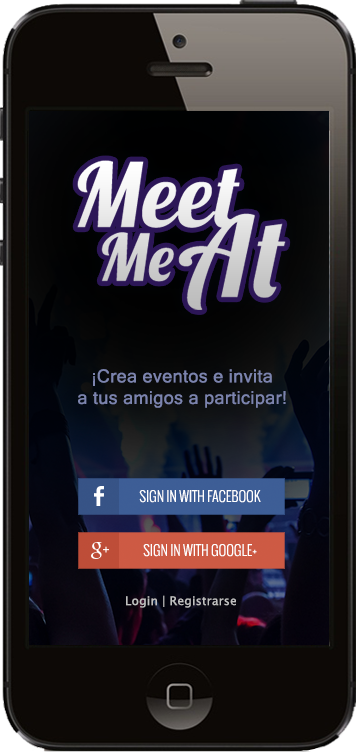 Meet
Me At
¡Crea eventos e invita
a tus amigos a participar!
f SIGN IN WITH FACEBOOK
g+ SIGN IN WITH GOOGLE+
Login | Registrarse